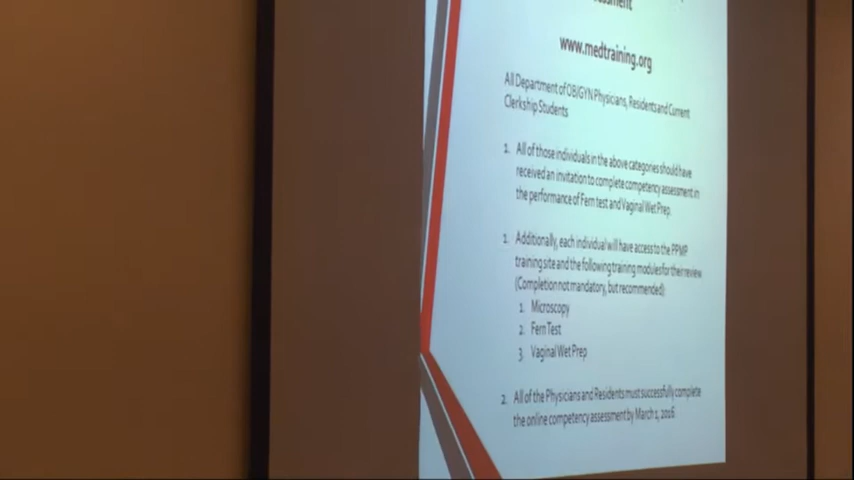 www.medtraining.org
All Department of OB/GYN Physicians, Residents and Current
Clerkship Students
1. All of those individuals in the above categories should have
received an invitation to complete competency assessment in
the performance of Fern test and Vaginal Wet Prep
1. Additionally, each individual will have access to the PPMP
training site and the following training modules for their review
(Completion not mandatory, but recommended)
1. Microscopy
2. Fern Test
3. Vaginal Wet Prep
2. All of the Physicians and Residents must successfully complete
the online competency assessment by March 1, 2016